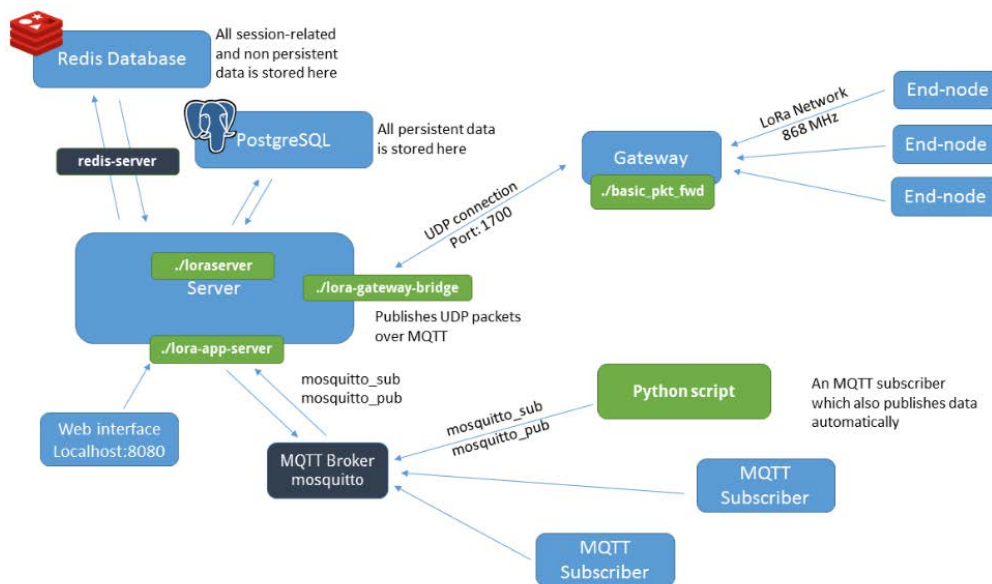 Redis Database
All session-related
and non persistent
data is stored here
PostgreSQL
All persistent data
is stored here
redis-server
LoRa Network
868 MHz
End-node
End-node
End-node
Gateway
./basic_pkt_fwd
UDP connection
Port: 1700
./loraserver
Server
./lora-gateway-bridge
Publishes UDP packets
over MQTT
./lora-app-server
mosquitto_sub
mosquitto_pub
Web interface
Localhost:8080
MQTT Broker
mosquitto
mosquitto_sub
mosquitto_pub
Python script
An MQTT subscriber
which also publishes data
automatically
MQTT
Subscriber
MQTT
Subscriber